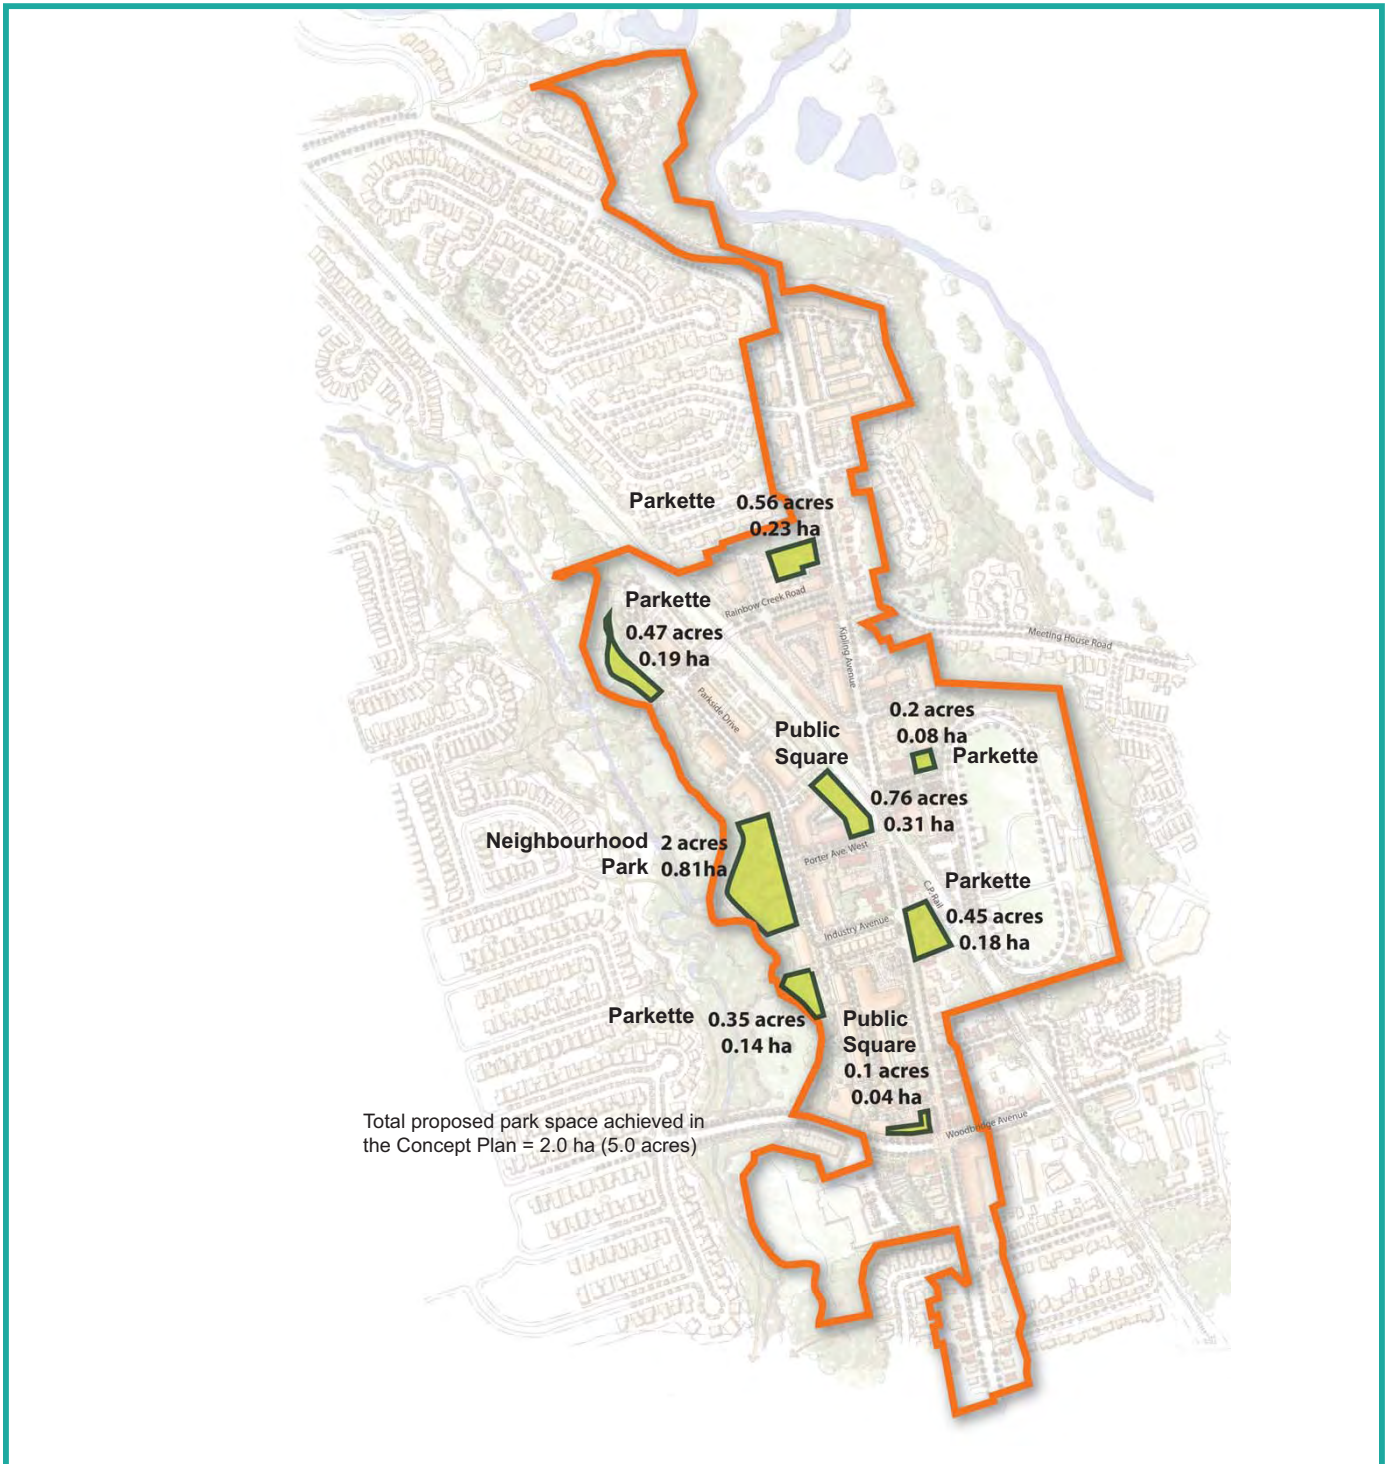 Parkette
0.56 acres
0.23 ha
Rainbow Creek Road
Parkette
0.47 acres
0.19 ha
Kipling Avenue
Meeting House Road
Parkside Drive
0.2 acres
0.08 ha
Parkette
Public
Square
0.76 acres
0.31 ha
Neighbourhood
Park
2 acres
0.81ha
Porter Ave. West
C.P.Rail
Parkette
0.45 acres
0.18 ha
Industry Avenue
Parkette
0.35 acres
0.14 ha
Public
Square
0.1 acres
0.04 ha
Woodbridge Avenue
Total proposed park space achieved in
the Concept Plan = 2.0 ha (5.0 acres)